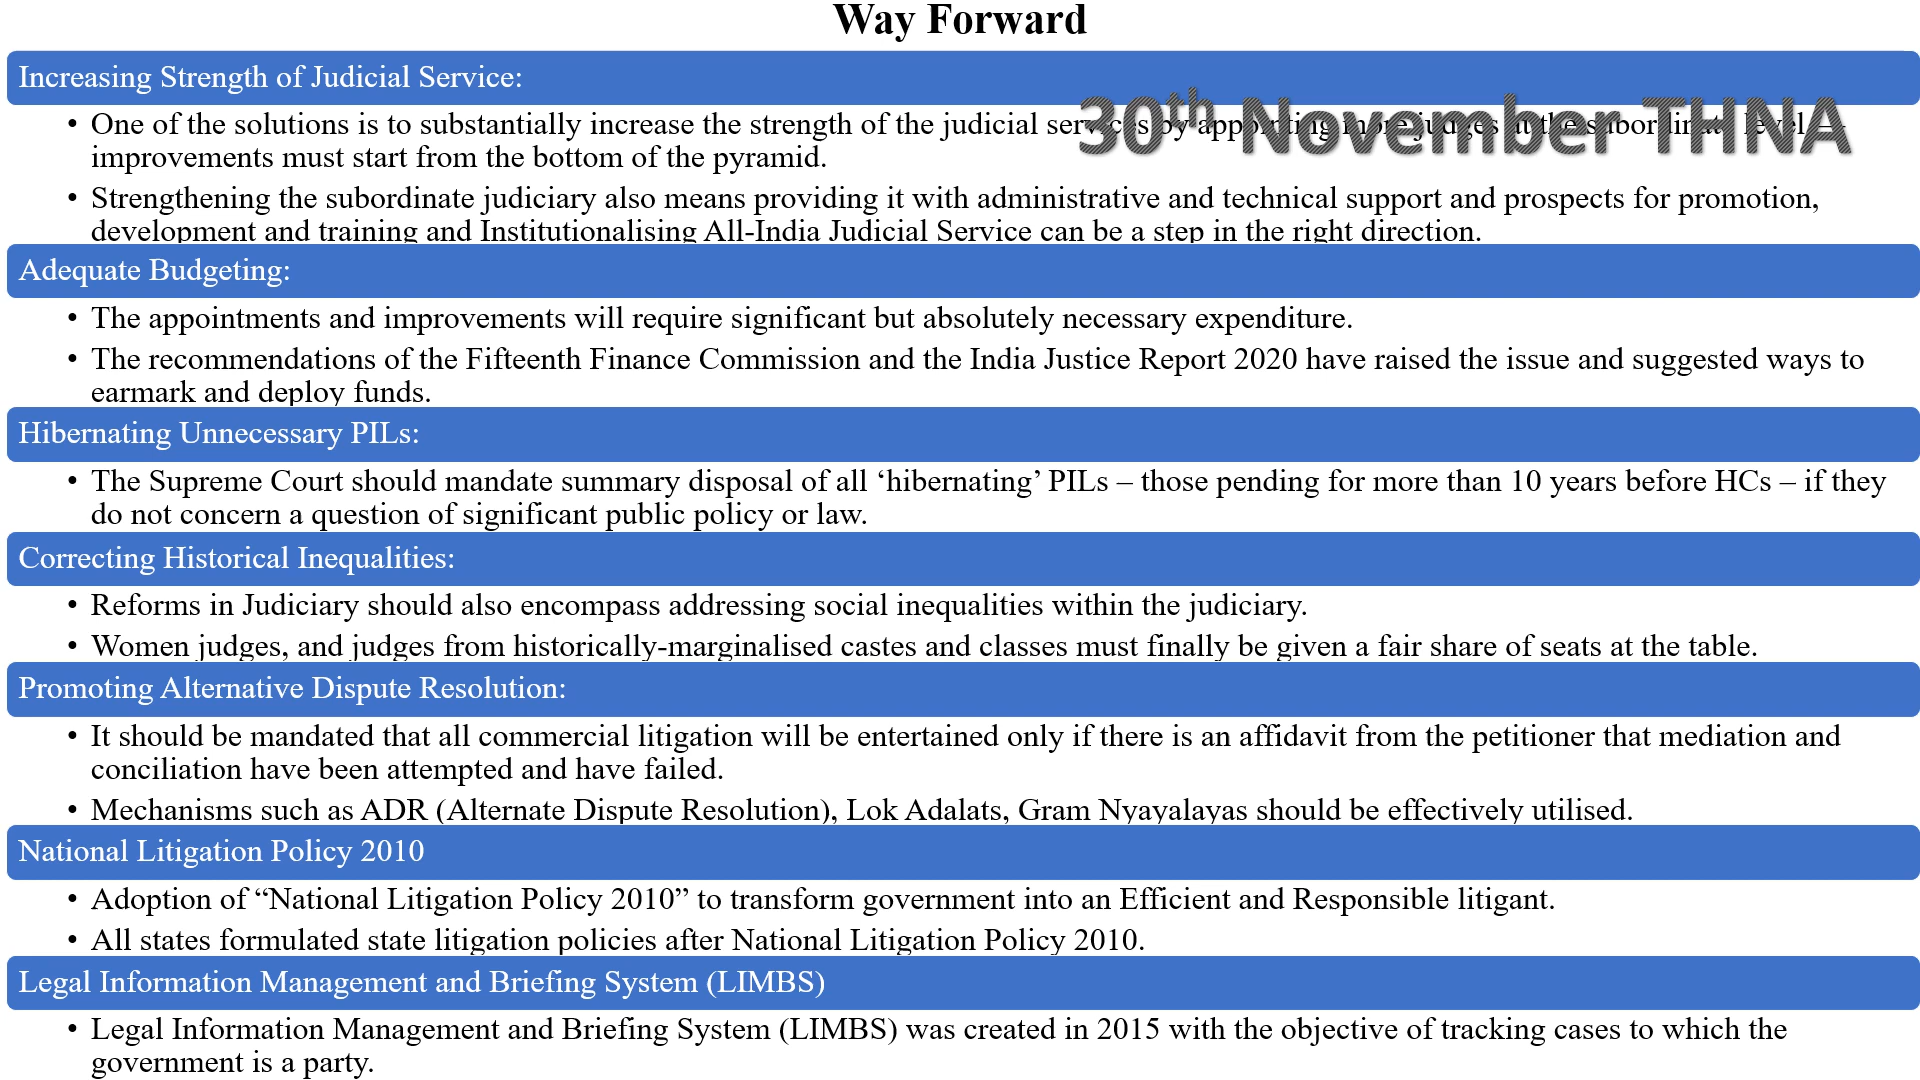 Way Forward
Increasing Strength of Judicial Service:
• One of the solutions is to substantially increase the strength of the judicial services by appointing more judges at the subordinate level —
30th November THNA
improvements must start from the bottom of the pyramid.
• Strengthening the subordinate judiciary also means providing it with administrative and technical support and prospects for promotion,
development and training and Institutionalising All-India Judicial Service can be a step in the right direction.
Adequate Budgeting:
• The appointments and improvements will require significant but absolutely necessary expenditure.
• The recommendations of the Fifteenth Finance Commission and the India Justice Report 2020 have raised the issue and suggested ways to
earmark and deploy funds.
Hibernating Unnecessary PILs:
• The Supreme Court should mandate summary disposal of all ‘hibernating’ PILs – those pending for more than 10 years before HCs – if they
do not concern a question of significant public policy or law.
Correcting Historical Inequalities:
• Reforms in Judiciary should also encompass addressing social inequalities within the judiciary.
• Women judges, and judges from historically-marginalised castes and classes must finally be given a fair share of seats at the table.
Promoting Alternative Dispute Resolution:
• It should be mandated that all commercial litigation will be entertained only if there is an affidavit from the petitioner that mediation and
conciliation have been attempted and have failed.
• Mechanisms such as ADR (Alternate Dispute Resolution), Lok Adalats, Gram Nyayalayas should be effectively utilised.
National Litigation Policy 2010
• Adoption of “National Litigation Policy 2010” to transform government into an Efficient and Responsible litigant.
• All states formulated state litigation policies after National Litigation Policy 2010.
Legal Information Management and Briefing System (LIMBS)
• Legal Information Management and Briefing System (LIMBS) was created in 2015 with the objective of tracking cases to which the
government is a party.